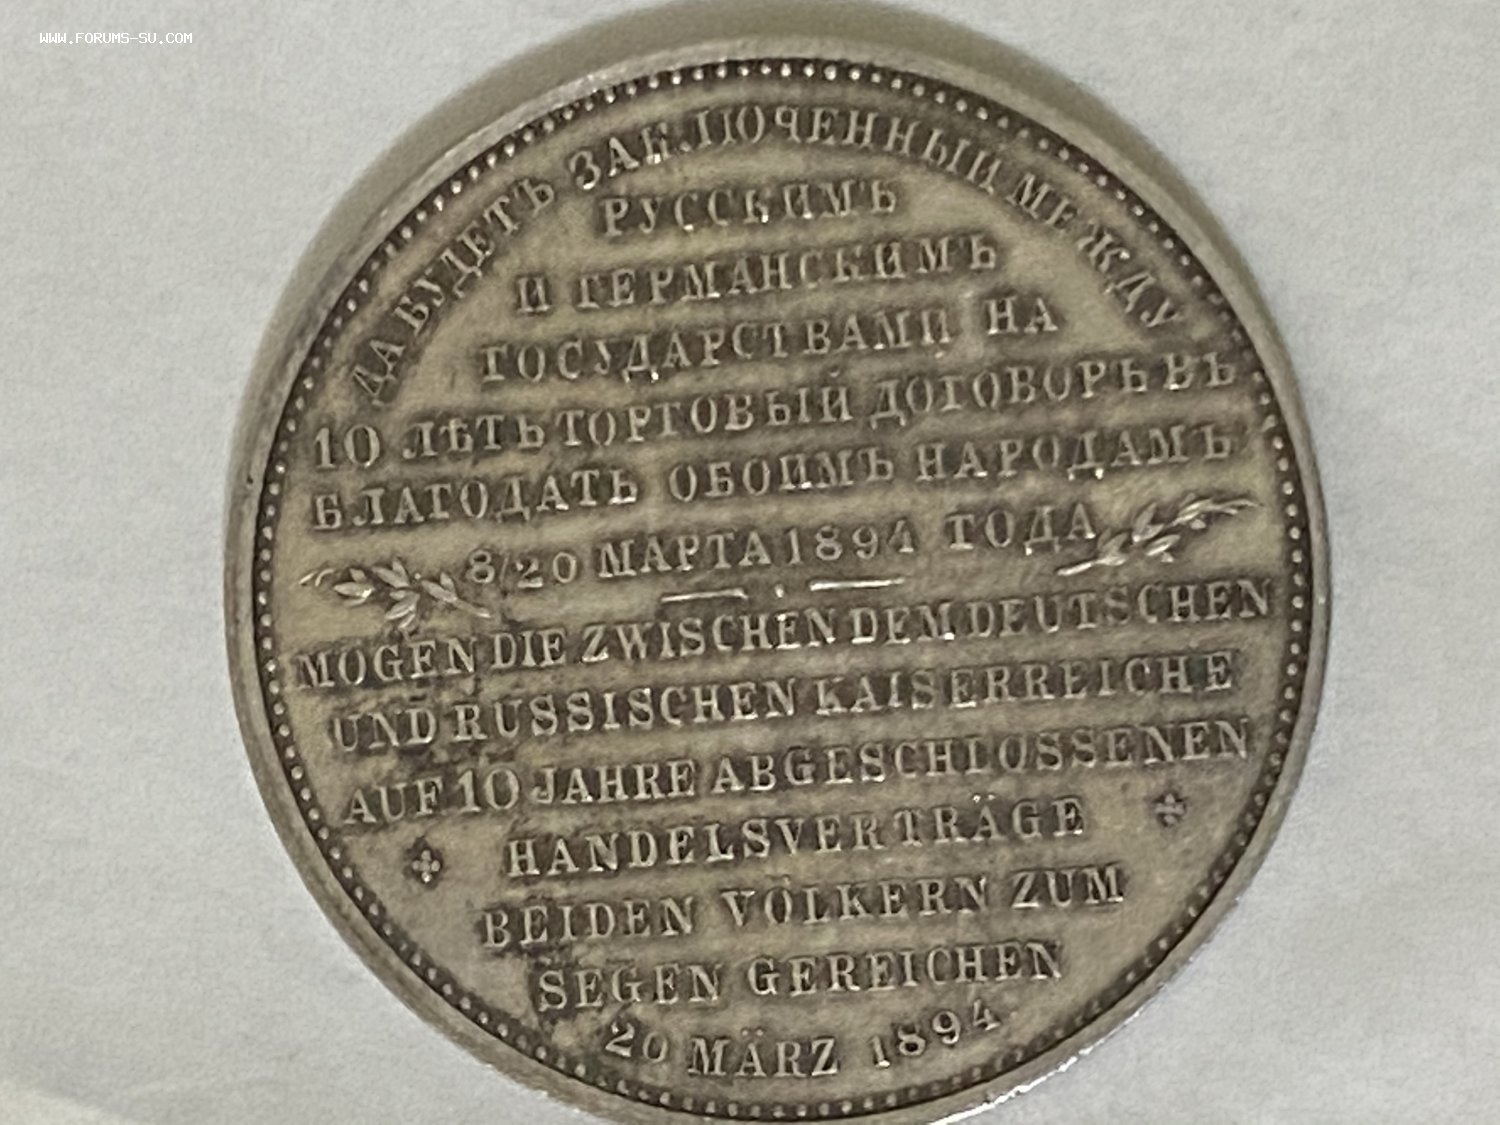 WWW.FORUMS-SU.COM
ДА БУДЕТЪ ЗАКЛЮЧЕННЫЙ МЕЖДУ
РУССКИМЪ
И ГЕРМАНСКИМЪ
ГОСУДАРСТВАМИ НА
10 ЛѢТЪ ТОРГОВЫЙ ДОГОВОРЪ ВЪ
БЛАГОДАТЬ ОБОИМЪ НАРОДАМЪ
8/20 МАРТА 1894 ГОДА
MÖGEN DIE ZWISCHEN DEM DEUTSCHEN
UND RUSSISCHEN KAISERREICHE
AUF 10 JAHRE ABGESCHLOSSENEN
HANDELSVERTRÄGE
BEIDEN VÖLKERN ZUM
SEGEN GEREICHEN
20 MÄRZ 1894